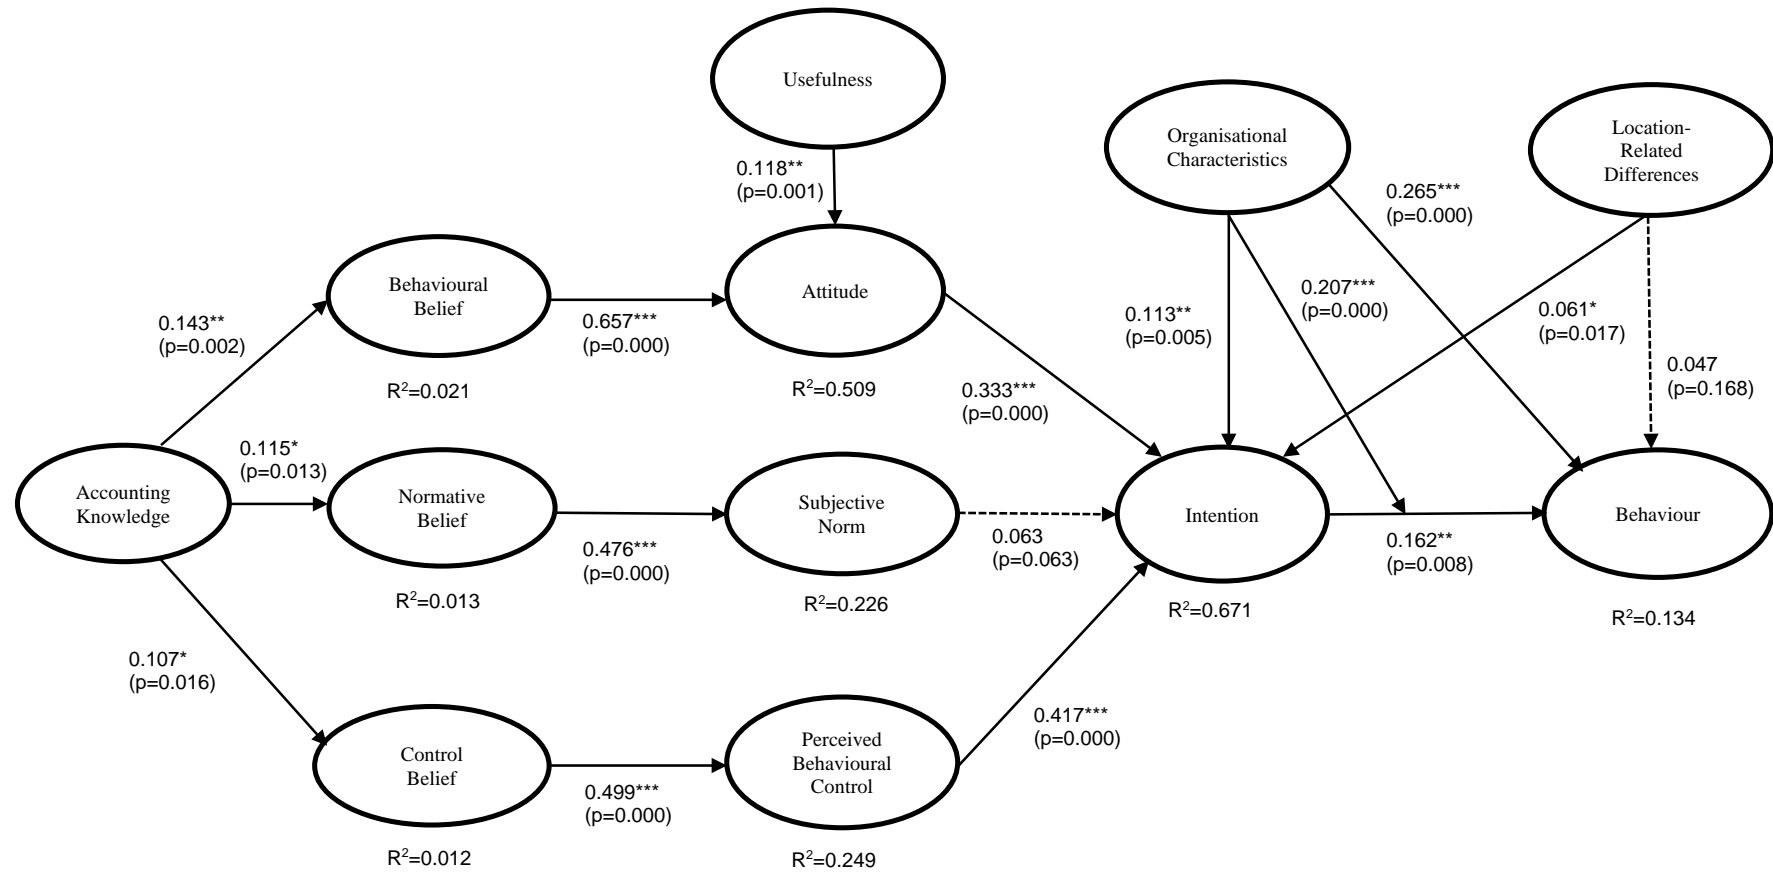 Usefulness
0.118**
(p=0.001)
Organisational
Characteristics
Location-
Related
Differences
0.265***
(p=0.000)
Behavioural
Belief
Attitude
0.143**
(p=0.002)
0.657***
(p=0.000)
0.113**
(p=0.005)
0.207***
(p=0.000)
0.061*
(p=0.017)
0.047
(p=0.168)
R²=0.021
R²=0.509
0.333***
(p=0.000)
0.115*
(p=0.013)
Accounting
Knowledge
Normative
Belief
Subjective
Norm
Intention
Behaviour
0.476***
(p=0.000)
0.063
(p=0.063)
0.162**
(p=0.008)
R²=0.013
R²=0.226
R²=0.671
R²=0.134
0.107*
(p=0.016)
0.417***
(p=0.000)
Control
Belief
Perceived
Behavioural
Control
0.499***
(p=0.000)
R²=0.012
R²=0.249